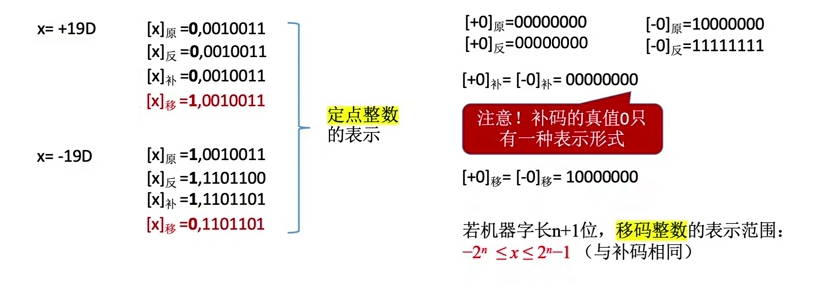 x= +19D
[x]原 =0,0010011
[x]反 =0,0010011
[x]补 =0,0010011
[x]移 =1,0010011
x= -19D
[x]原 =1,0010011
[x]反 =1,1101100
[x]补 =1,1101101
[x]移 =0,1101101
定点整数
的表示
[+0]原=00000000 [-0]原=10000000
[+0]反=00000000 [-0]反=11111111
[+0]补= [-0]补= 00000000
注意！补码的真值0只
有一种表示形式
[+0]移= [-0]移= 10000000
若机器字长n+1位，移码整数的表示范围：
−2ⁿ ≤ x ≤ 2ⁿ−1 （与补码相同）